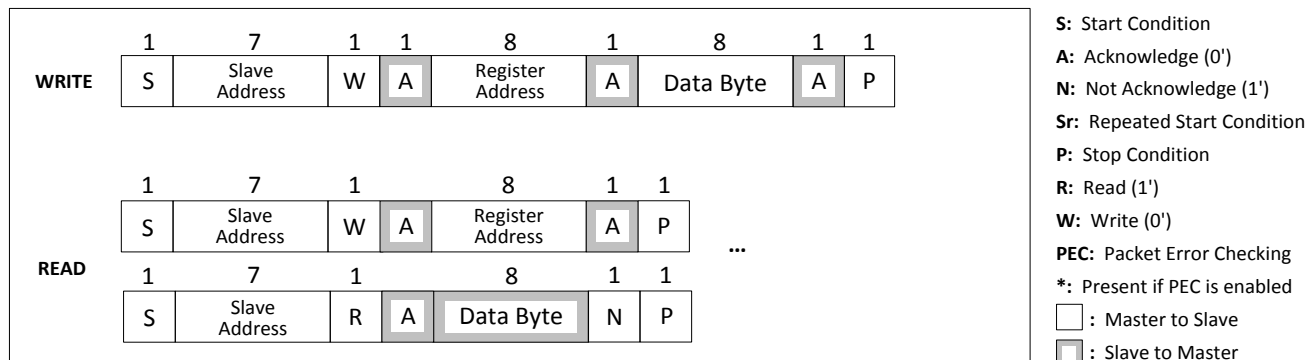 1 7 1 1 8 1 8 1 1
WRITE S Slave Address W A Register Address A Data Byte A P
1 7 1 8 1 1
S Slave Address W A Register Address A P
...
READ
1 7 1 8 1 1
S Slave Address R A Data Byte N P
S: Start Condition
A: Acknowledge (0')
N: Not Acknowledge (1')
Sr: Repeated Start Condition
P: Stop Condition
R: Read (1')
W: Write (0')
PEC: Packet Error Checking
*: Present if PEC is enabled
: Master to Slave
: Slave to Master